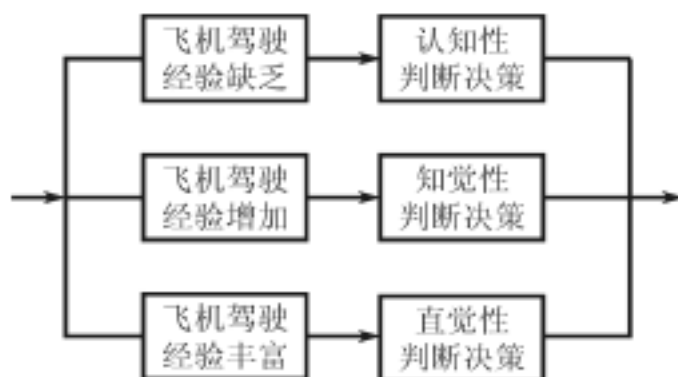 飞机驾驶
经验缺乏
认知性
判断决策
飞机驾驶
经验增加
知觉性
判断决策
飞机驾驶
经验丰富
直觉性
判断决策